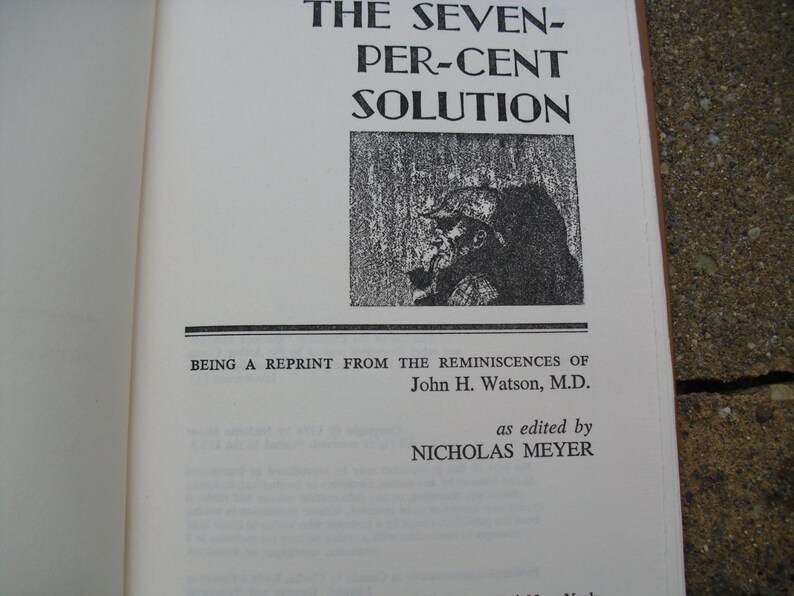 THE SEVEN-
PER-CENT
SOLUTION
BEING A REPRINT FROM THE REMINISCENCES OF
John H. Watson, M.D.
as edited by
NICHOLAS MEYER